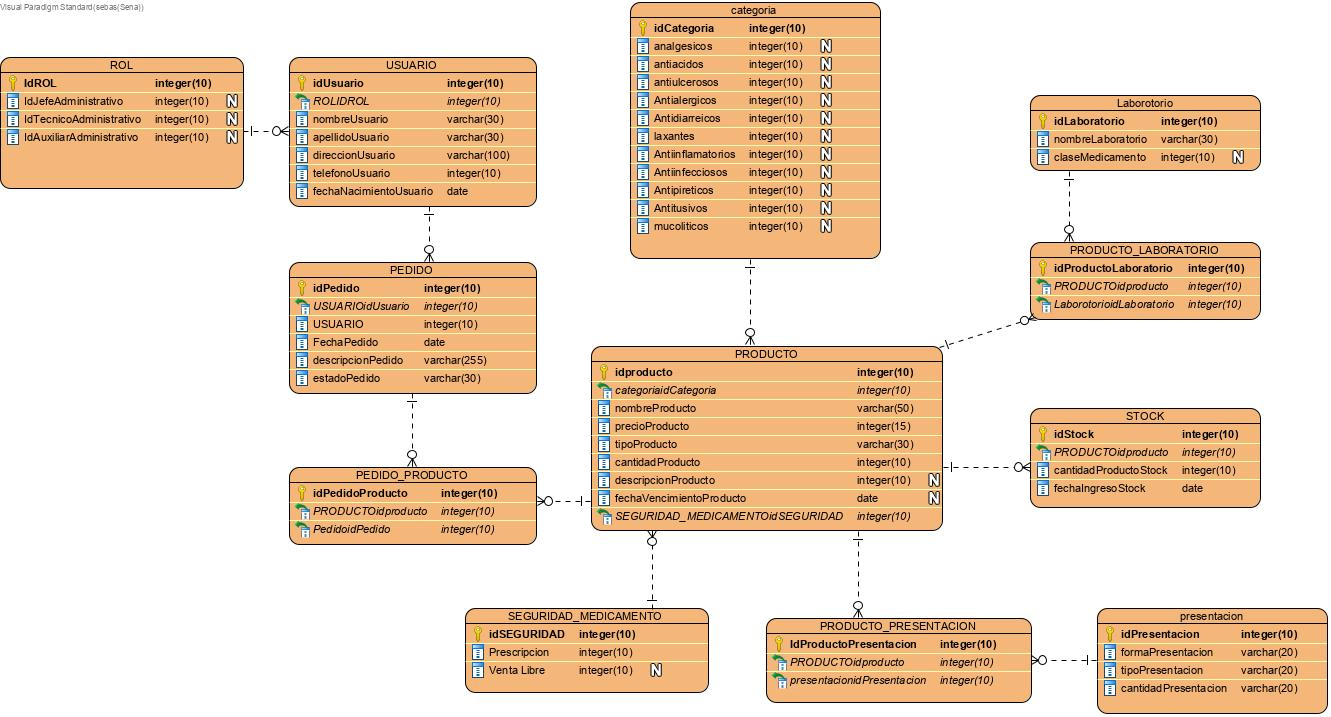 Visual Paradigm Standard(sebas(Sena))
categoria
idCategoria integer(10)
analgesicos integer(10) N
antiacidos integer(10) N
antiulcerosos integer(10) N
Antialergicos integer(10) N
Antidiarreicos integer(10) N
laxantes integer(10) N
Antiinflamatorios integer(10) N
Antiinfecciosos integer(10) N
Antipireticos integer(10) N
Antitusivos integer(10) N
mucoliticos integer(10) N
ROL
IdROL integer(10)
IdJefeAdministrativo integer(10) N
IdTecnicoAdministrativo integer(10) N
IdAuxiliarAdministrativo integer(10) N
USUARIO
idUsuario integer(10)
ROLIDROL integer(10)
nombreUsuario varchar(30)
apellidoUsuario varchar(30)
direccionUsuario varchar(100)
telefonoUsuario integer(10)
fechaNacimientoUsuario date
Laborotorio
idLaboratorio integer(10)
nombreLaboratorio varchar(30)
claseMedicamento integer(10) N
PRODUCTO_LABORATORIO
idProductoLaboratorio integer(10)
PRODUCTOidproducto integer(10)
LaborotorioidLaboratorio integer(10)
PEDIDO
idPedido integer(10)
USUARIOidUsuario integer(10)
USUARIO integer(10)
FechaPedido date
descripcionPedido varchar(255)
estadoPedido varchar(30)
PRODUCTO
idproducto integer(10)
categoriaidCategoria integer(10)
nombreProducto varchar(50)
precioProducto integer(15)
tipoProducto varchar(30)
cantidadProducto integer(10)
descripcionProducto integer(10) N
fechaVencimientoProducto date N
SEGURIDAD_MEDICAMENTOidSEGURIDAD integer(10)
STOCK
idStock integer(10)
PRODUCTOidproducto integer(10)
cantidadProductoStock integer(10)
fechaIngresoStock date
PEDIDO_PRODUCTO
idPedidoProducto integer(10)
PRODUCTOidproducto integer(10)
PedidoidPedido integer(10)
SEGURIDAD_MEDICAMENTO
idSEGURIDAD integer(10)
Prescripcion integer(10)
Venta Libre integer(10) N
PRODUCTO_PRESENTACION
IdProductoPresentacion integer(10)
PRODUCTOidproducto integer(10)
presentacionidPresentacion integer(10)
presentacion
idPresentacion integer(10)
formaPresentacion varchar(20)
tipoPresentacion varchar(20)
cantidadPresentacion varchar(20)